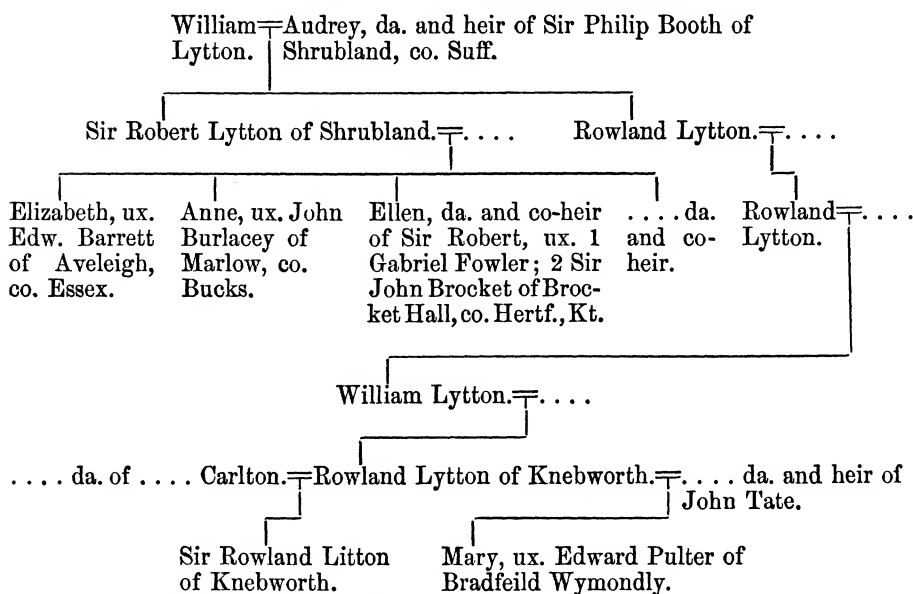 William Audrey, da. and heir of Sir Philip Booth of
Lytton. Shrubland, co. Suff.
Sir Robert Lytton of Shrubland. . . . . Rowland Lytton. . . . .
Elizabeth, ux.
Edw. Barrett
of Aveleigh,
co. Essex.
Anne, ux. John
Burlacey of
Marlow, co.
Bucks.
Ellen, da. and co-heir
of Sir Robert, ux. 1
Gabriel Fowler; 2 Sir
John Brocket of Broc-
ket Hall, co. Hertf., Kt.
. . . . da.
and co-
heir.
Rowland . . . .
Lytton.
William Lytton. . . . .
. . . . da. of . . . . Carlton. Rowland Lytton of Knebworth. . . . . da. and heir of
John Tate.
Sir Rowland Litton
of Knebworth.
Mary, ux. Edward Pulter of
Bradfeild Wymondly.